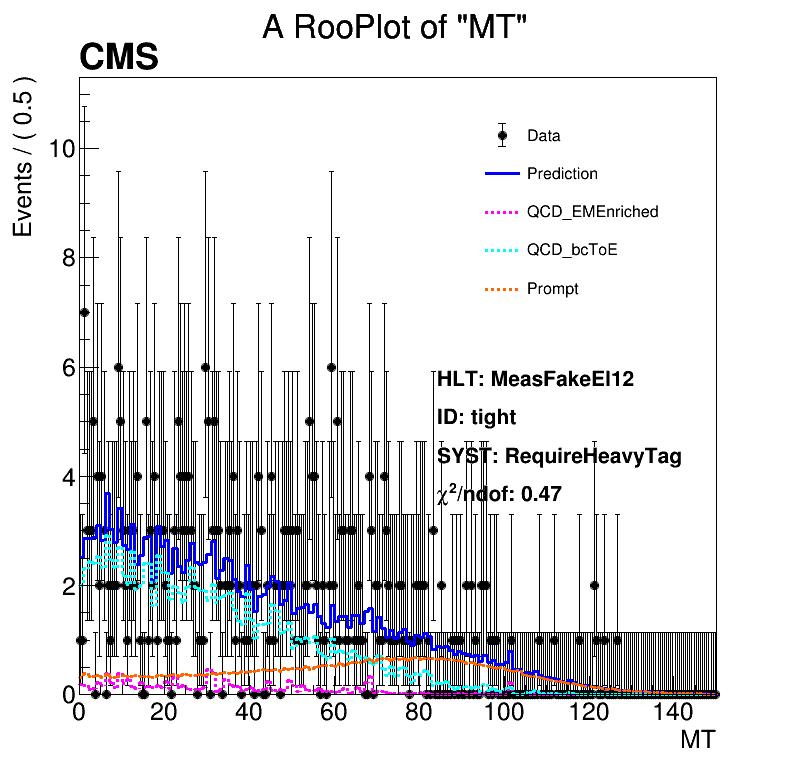 A RooPlot of "MT"
CMS
Events / ( 0.5 )
10
8
6
4
2
0
Data
Prediction
QCD_EMEnriched
QCD_bcToE
Prompt
HLT: MeasFakeEl12
ID: tight
SYST: RequireHeavyTag
χ²/ndof: 0.47
0 20 40 60 80 100 120 140
MT